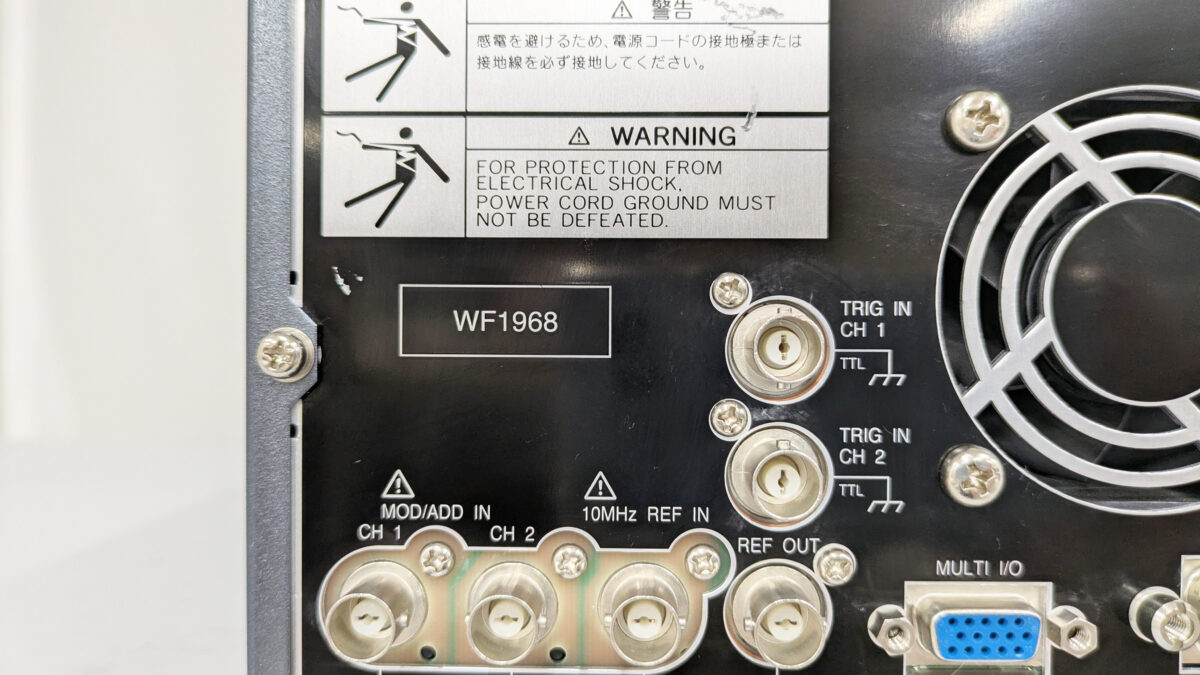 警告
感電を避けるため、電源コードの接地極または
接地線を必ず接地してください。
WARNING
FOR PROTECTION FROM
ELECTRICAL SHOCK,
POWER CORD GROUND MUST
NOT BE DEFEATED.
WF1968
TRIG IN
CH 1
TTL
TRIG IN
CH 2
TTL
MOD/ADD IN
CH 1
CH 2
10MHz REF IN
REF OUT
MULTI I/O